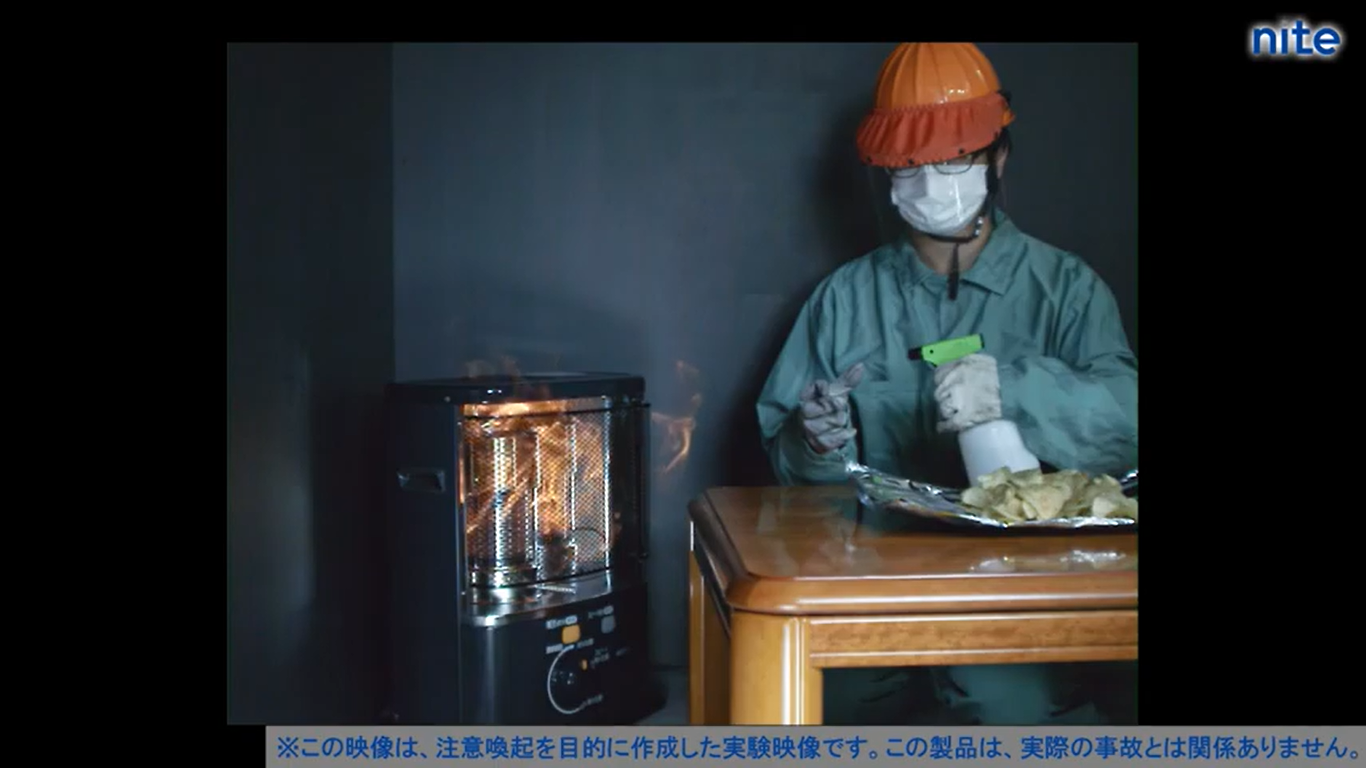 nite
※この映像は、注意喚起を目的に作成した実験映像です。この製品は、実際の事故とは関係ありません。